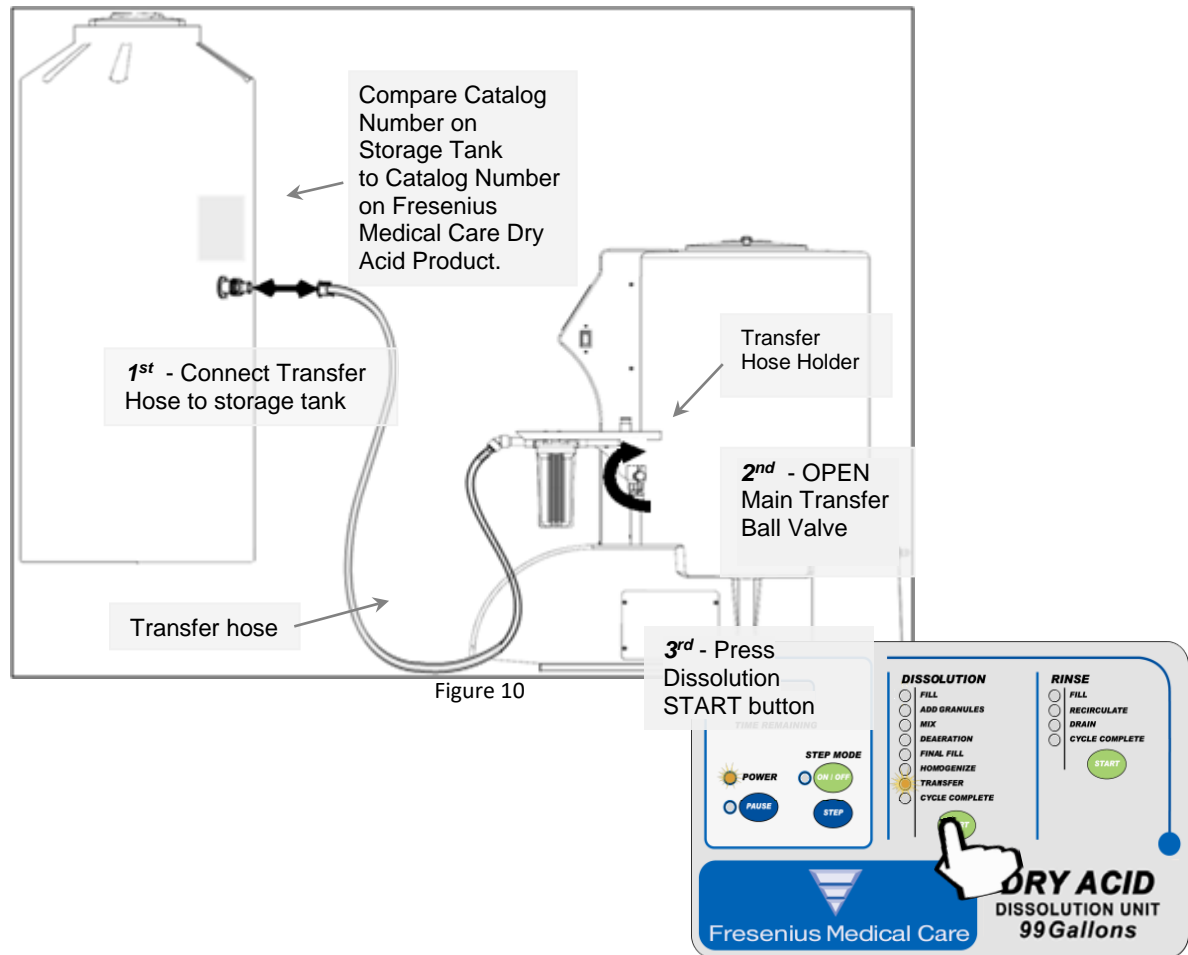 Compare Catalog
Number on
Storage Tank
to Catalog Number
on Fresenius
Medical Care Dry
Acid Product.
Transfer
Hose Holder
1st - Connect Transfer
Hose to storage tank
2nd - OPEN
Main Transfer
Ball Valve
Transfer hose
3rd - Press
Dissolution
START button
Figure 10
TIME REMAINING
STEP MODE
POWER
ON / OFF
PAUSE
STEP
DISSOLUTION
FILL
ADD GRANULES
MIX
DEAERATION
FINAL FILL
HOMOGENIZE
TRANSFER
CYCLE COMPLETE
RINSE
FILL
RECIRCULATE
DRAIN
CYCLE COMPLETE
START
Fresenius Medical Care
DRY ACID
DISSOLUTION UNIT
99Gallons